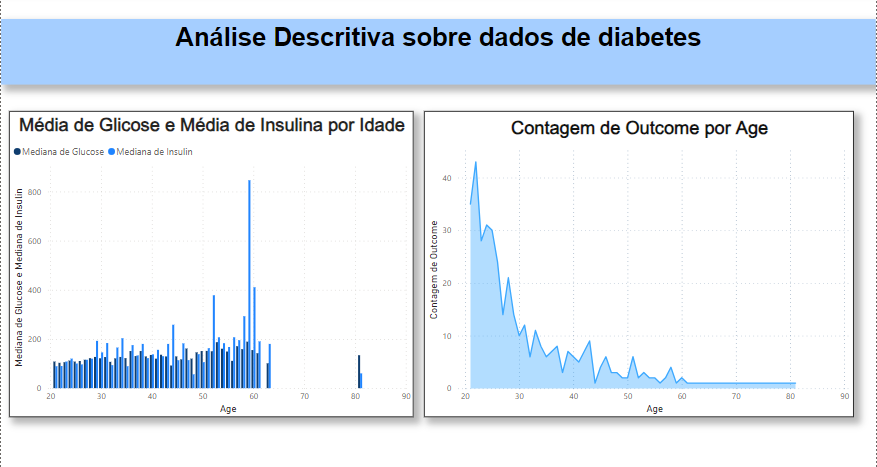 Análise Descritiva sobre dados de diabetes
Média de Glicose e Média de Insulina por Idade
Mediana de Glucose Mediana de Insulin
Mediana de Glucose e Mediana de Insulin
800
600
400
200
0
20 30 40 50 60 70 80 90
Age
Contagem de Outcome por Age
Contagem de Outcome
40
30
20
10
0
20 30 40 50 60 70 80 90
Age